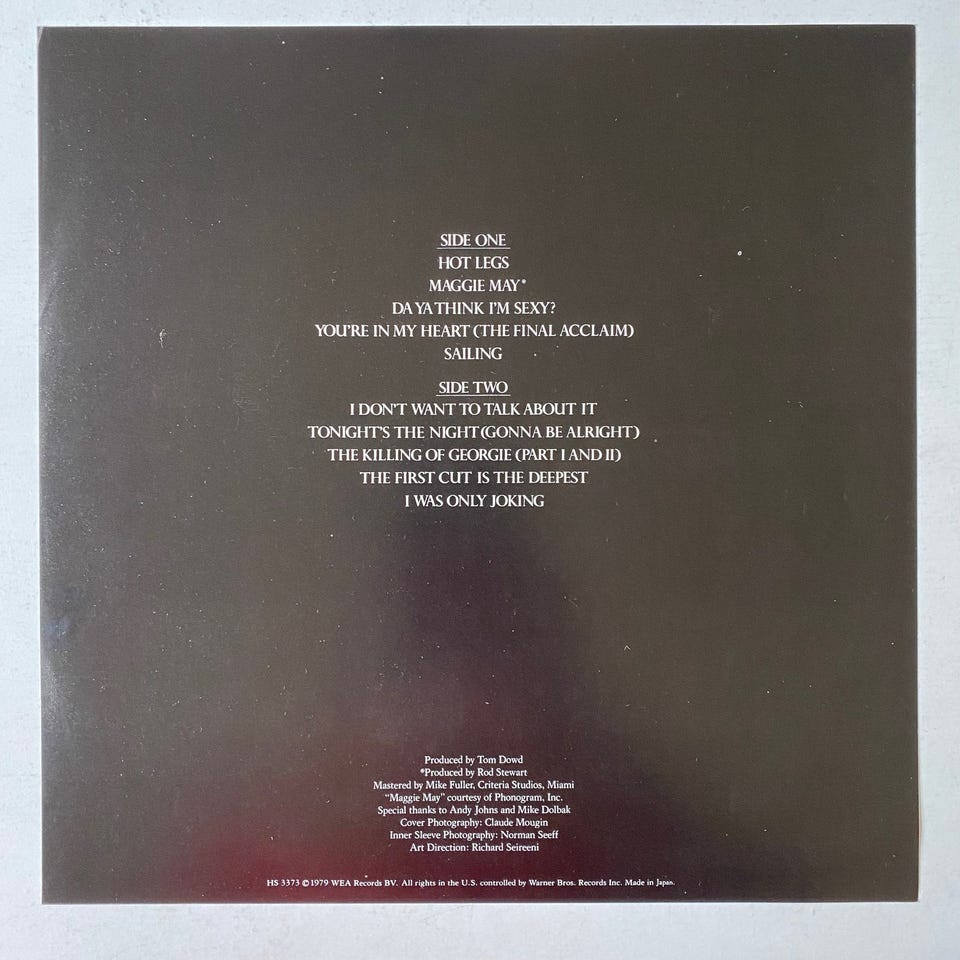 SIDE ONE
HOT LEGS
MAGGIE MAY*
DA YA THINK I'M SEXY?
YOU'RE IN MY HEART (THE FINAL ACCLAIM)
SAILING
SIDE TWO
I DON'T WANT TO TALK ABOUT IT
TONIGHT'S THE NIGHT (GONNA BE ALRIGHT)
THE KILLING OF GEORGIE (PART I AND II)
THE FIRST CUT IS THE DEEPEST
I WAS ONLY JOKING
Produced by Tom Dowd
*Produced by Rod Stewart
Mastered by Mike Fuller, Criteria Studios, Miami
"Maggie May" courtesy of Phonogram, Inc.
Special thanks to Andy Johns and Mike Dolbak
Cover Photography: Claude Mougin
Inner Sleeve Photography: Norman Seeff
Art Direction: Richard Seireeni
HS 3373 © 1979 WEA Records BV. All rights in the U.S. controlled by Warner Bros. Records Inc. Made in Japan.